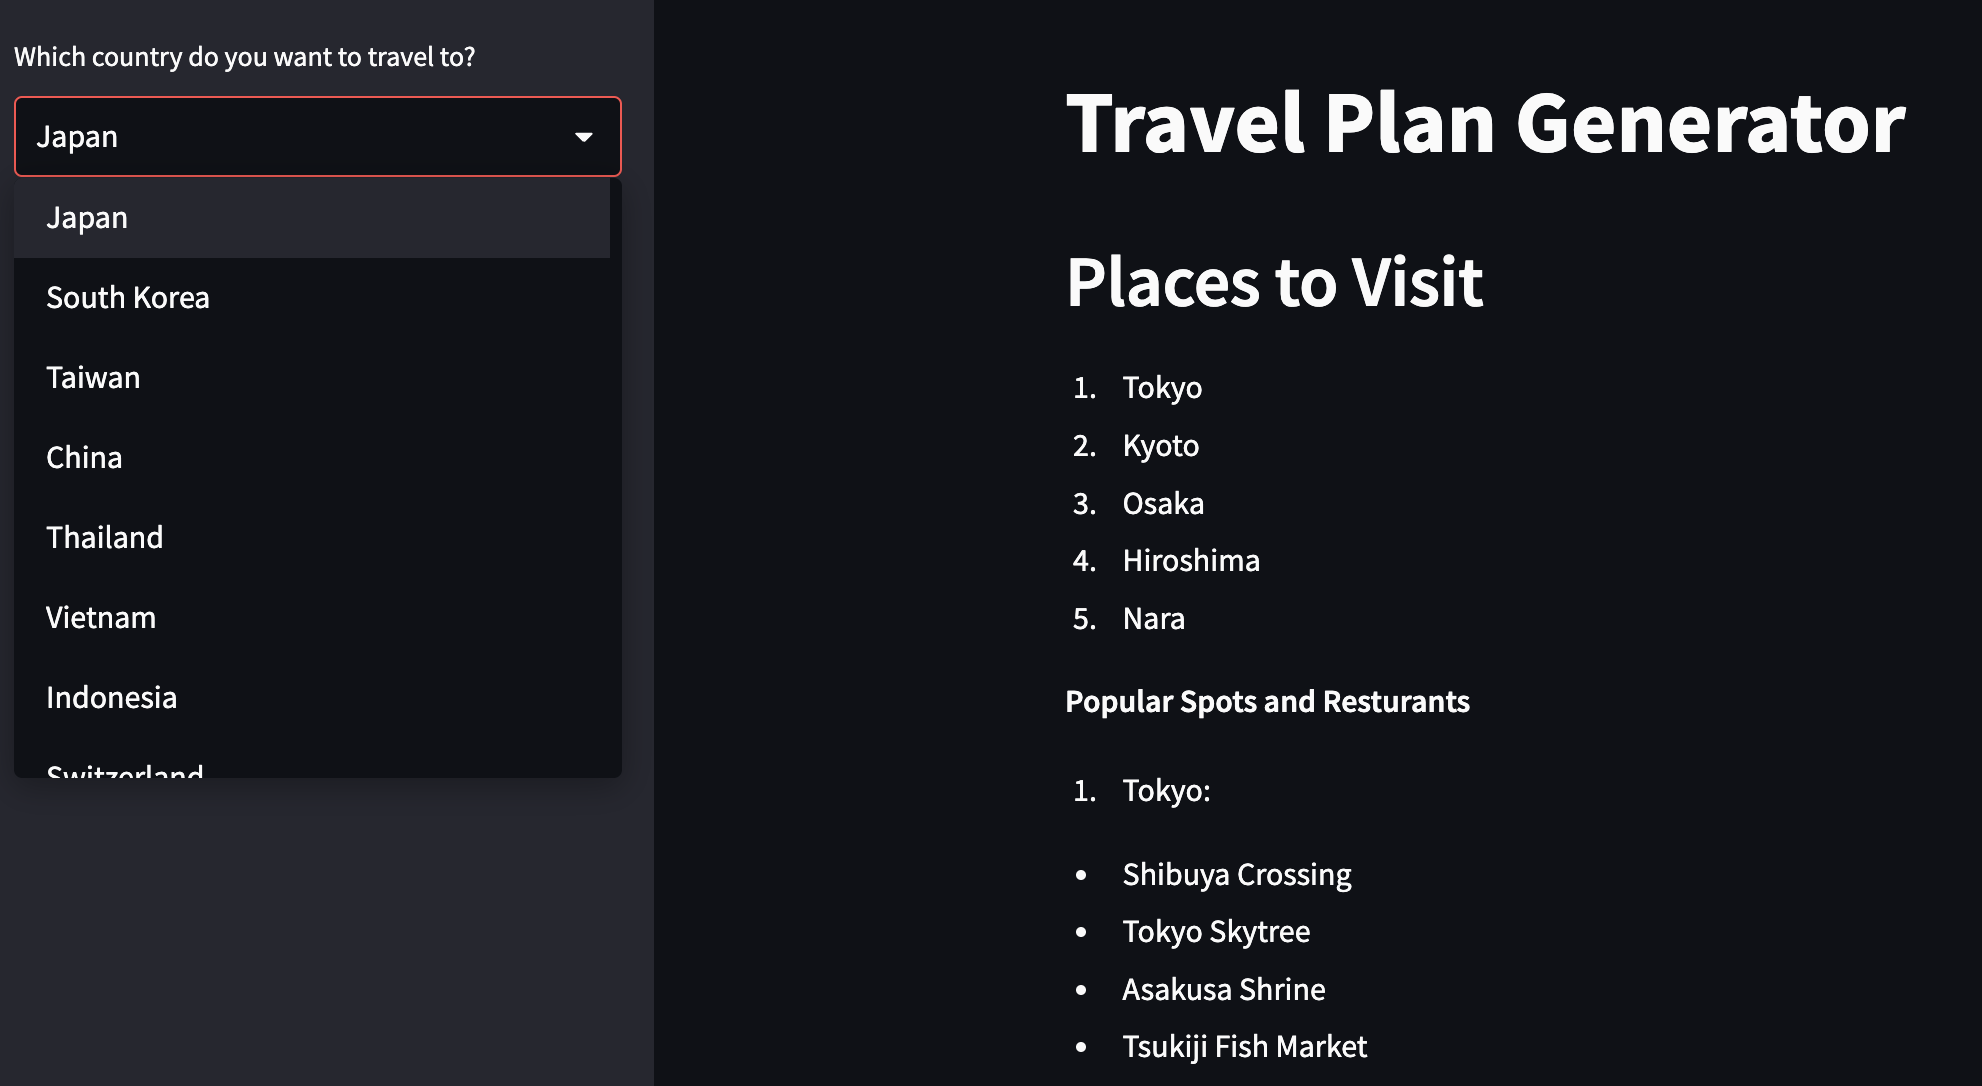 Which country do you want to travel to?
Japan
Japan
South Korea
Taiwan
China
Thailand
Vietnam
Indonesia
Switzerland
Travel Plan Generator
Places to Visit
1. Tokyo
2. Kyoto
3. Osaka
4. Hiroshima
5. Nara
Popular Spots and Resturants
1. Tokyo:
• Shibuya Crossing
• Tokyo Skytree
• Asakusa Shrine
• Tsukiji Fish Market